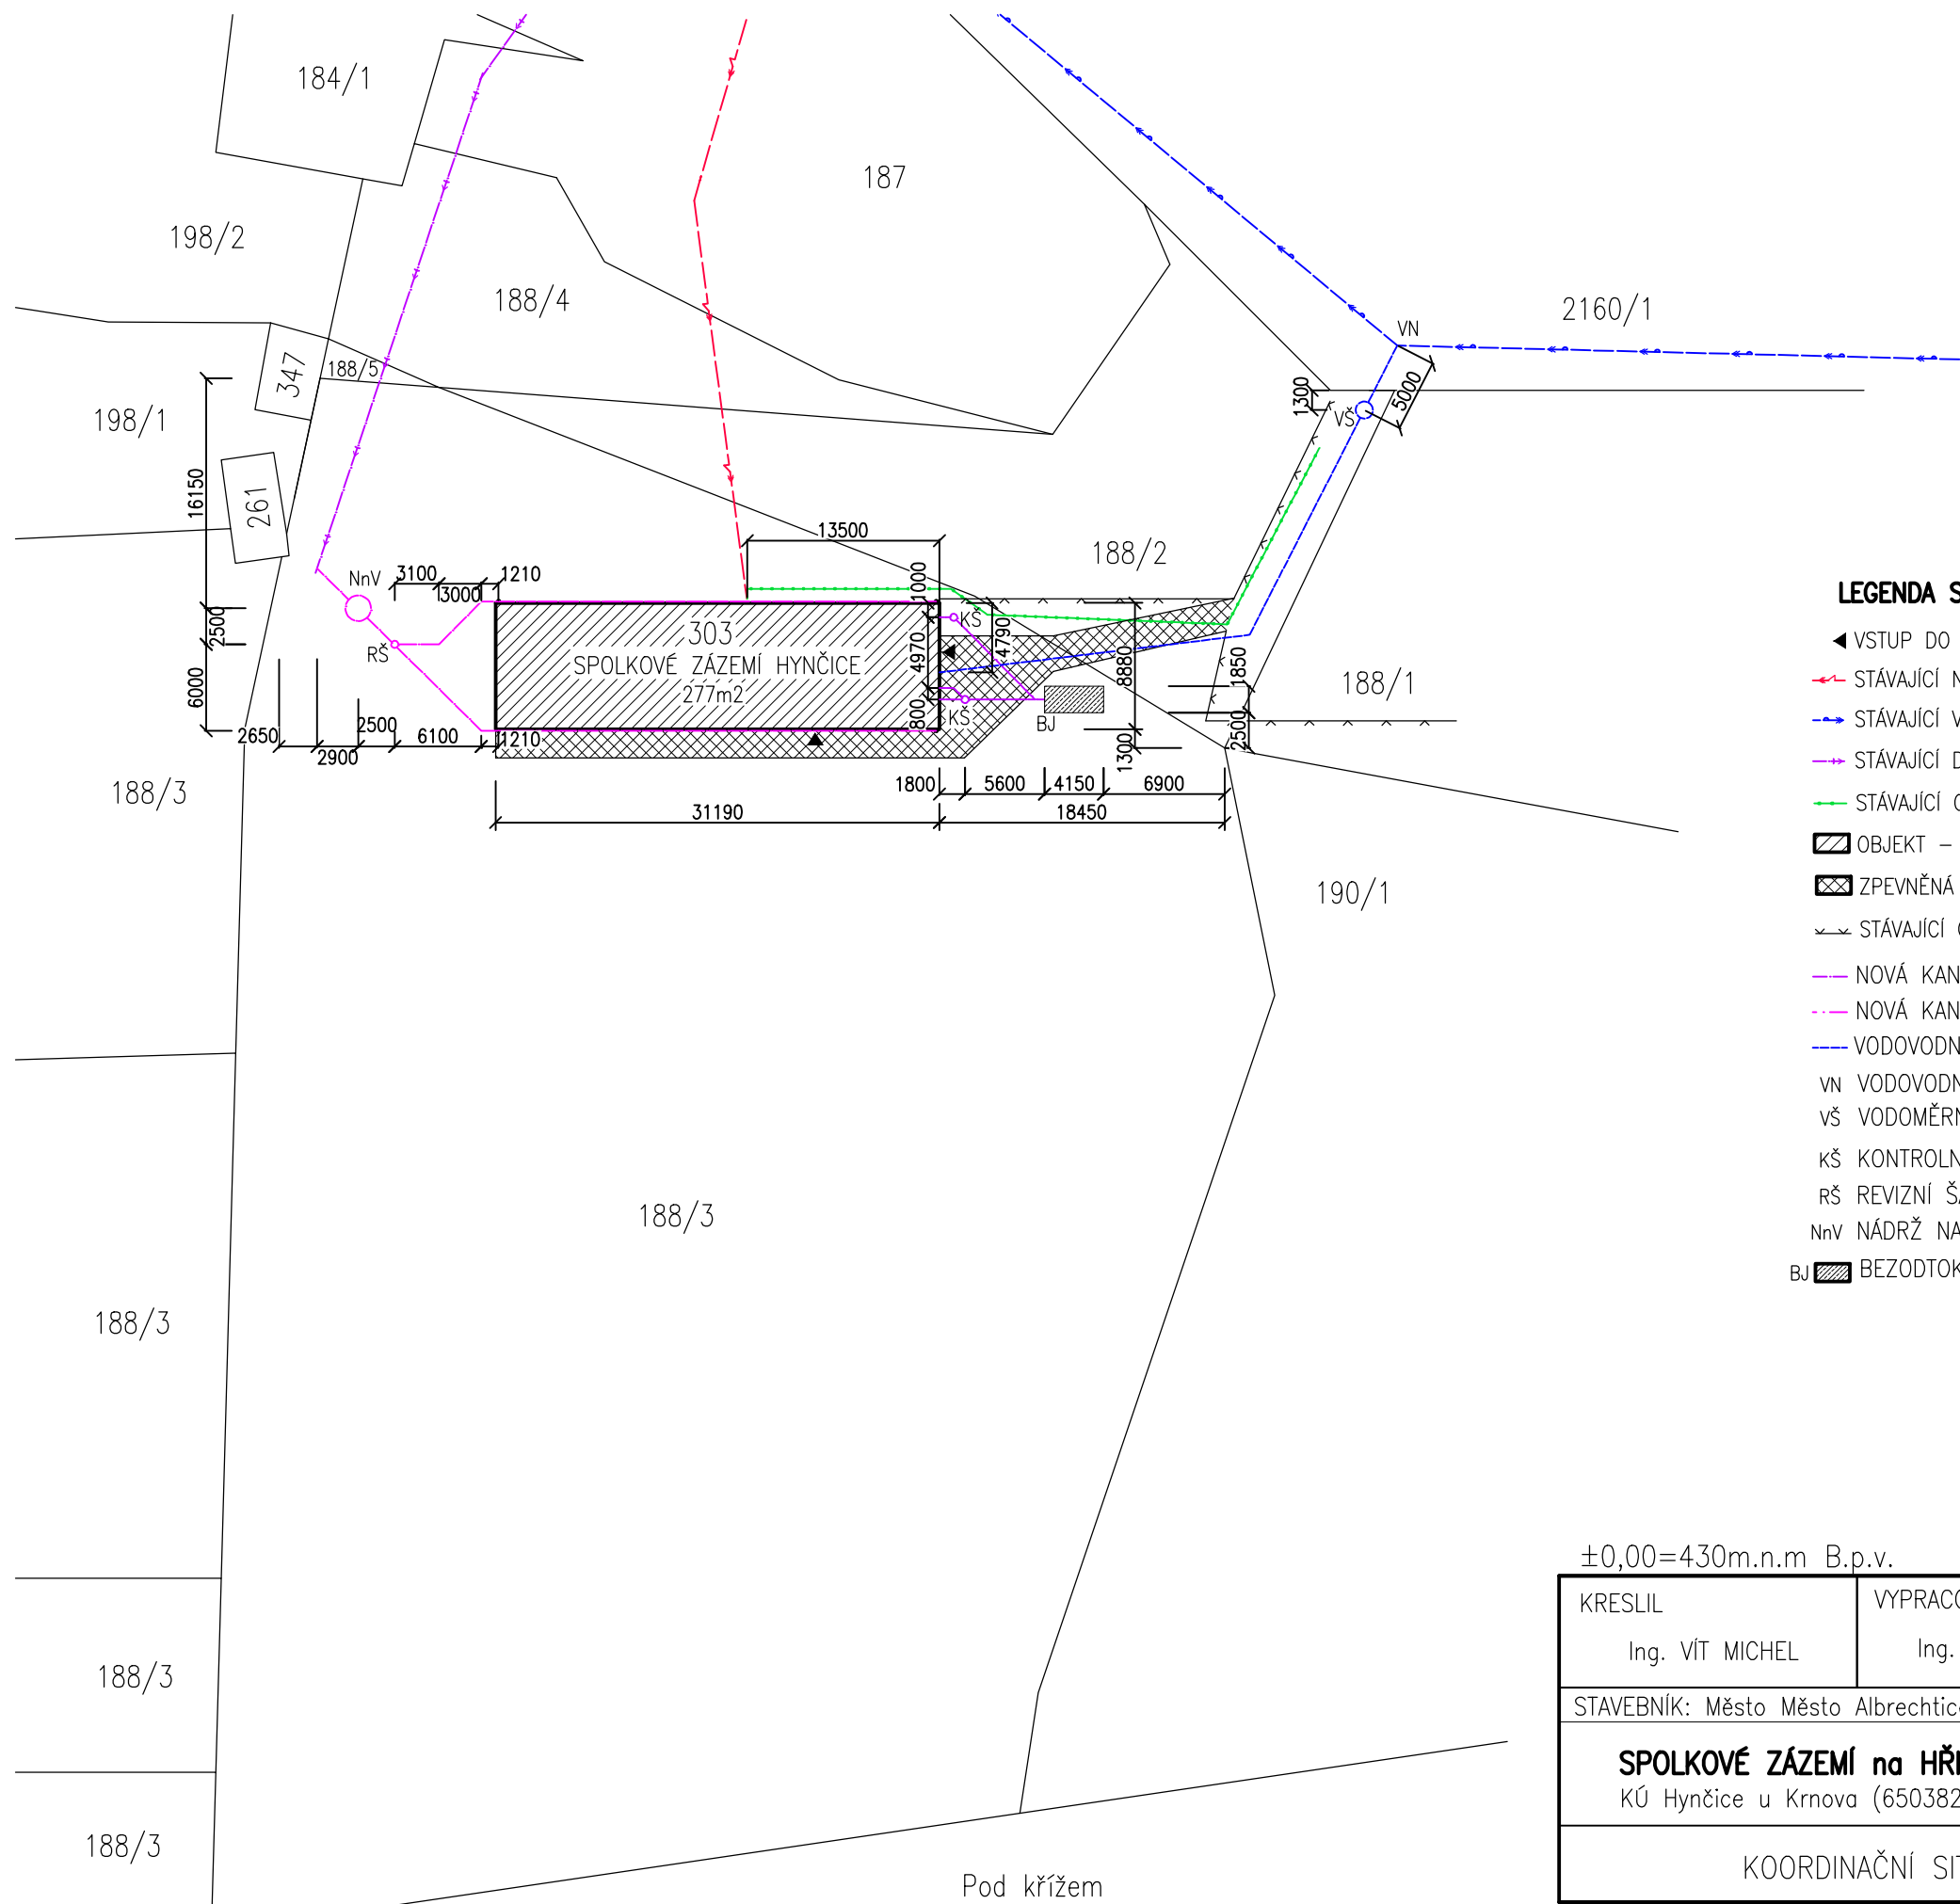 184/1
187
198/2
188/4
2160/1
VN
347
188/5
5000
1300
VŠ
198/1
16150
261
13500
188/2
NnV
3100
1210
3000
1000
2500
RŠ
303
SPOLKOVÉ ZÁZEMÍ HYNČICE
277m2
KŠ
4970
4790
8880
1850
188/1
6000
2650
2900
2500
6100
1210
800
KŠ
BJ
1300
2500
188/3
1800
5600
4150
6900
31190
18450
190/1
LEGENDA S
VSTUP DO
STÁVAJÍCÍ
STÁVAJÍCÍ V
STÁVAJÍCÍ
STÁVAJÍCÍ
OBJEKT –
ZPEVNĚNÁ
STÁVAJÍCÍ
NOVÁ KAN
NOVÁ KAN
VODOVODN
VN VODOVODN
VŠ VODOMĚRN
KŠ KONTROLN
RŠ REVIZNÍ Š
NnV NÁDRŽ NA
BJ BEZODTOK
188/3
188/3
188/3
188/3
Pod křížem
±0,00=430m.n.m B.p.v.
KRESLIL
VYPRACO
Ing. VÍT MICHEL
Ing.
STAVEBNÍK: Město Město Albrechtice
SPOLKOVÉ ZÁZEMÍ na HŘI
KÚ Hynčice u Krnova (650382
KOORDINAČNÍ SIT